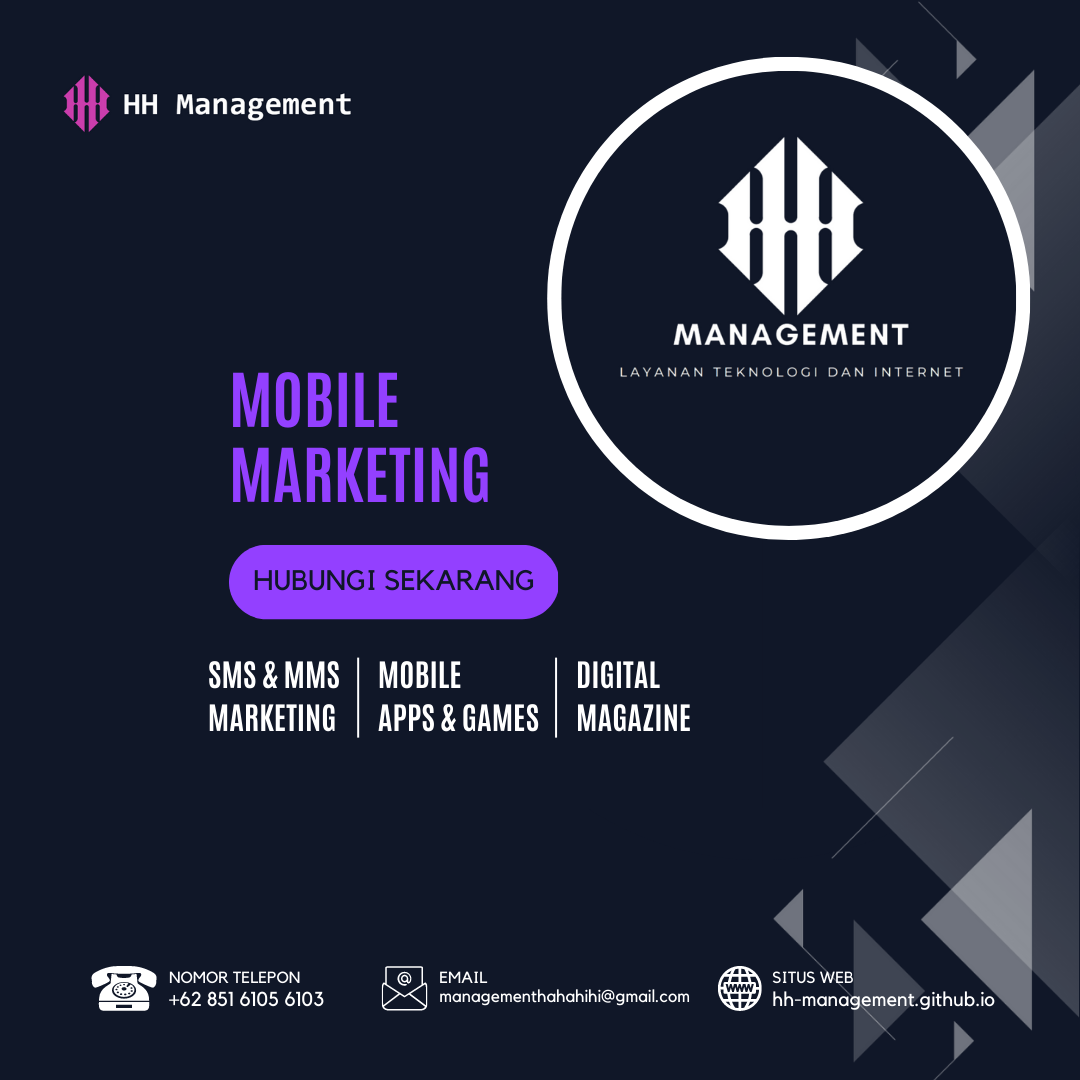 HH Management
MANAGEMENT
LAYANAN TEKNOLOGI DAN INTERNET
MOBILE
MARKETING
HUBUNGI SEKARANG
SMS & MMS
MARKETING
MOBILE
APPS & GAMES
DIGITAL
MAGAZINE
NOMOR TELEPON
+62 851 6105 6103
@
EMAIL
managementhahahihi@gmail.com
WWW
SITUS WEB
hh-management.github.io